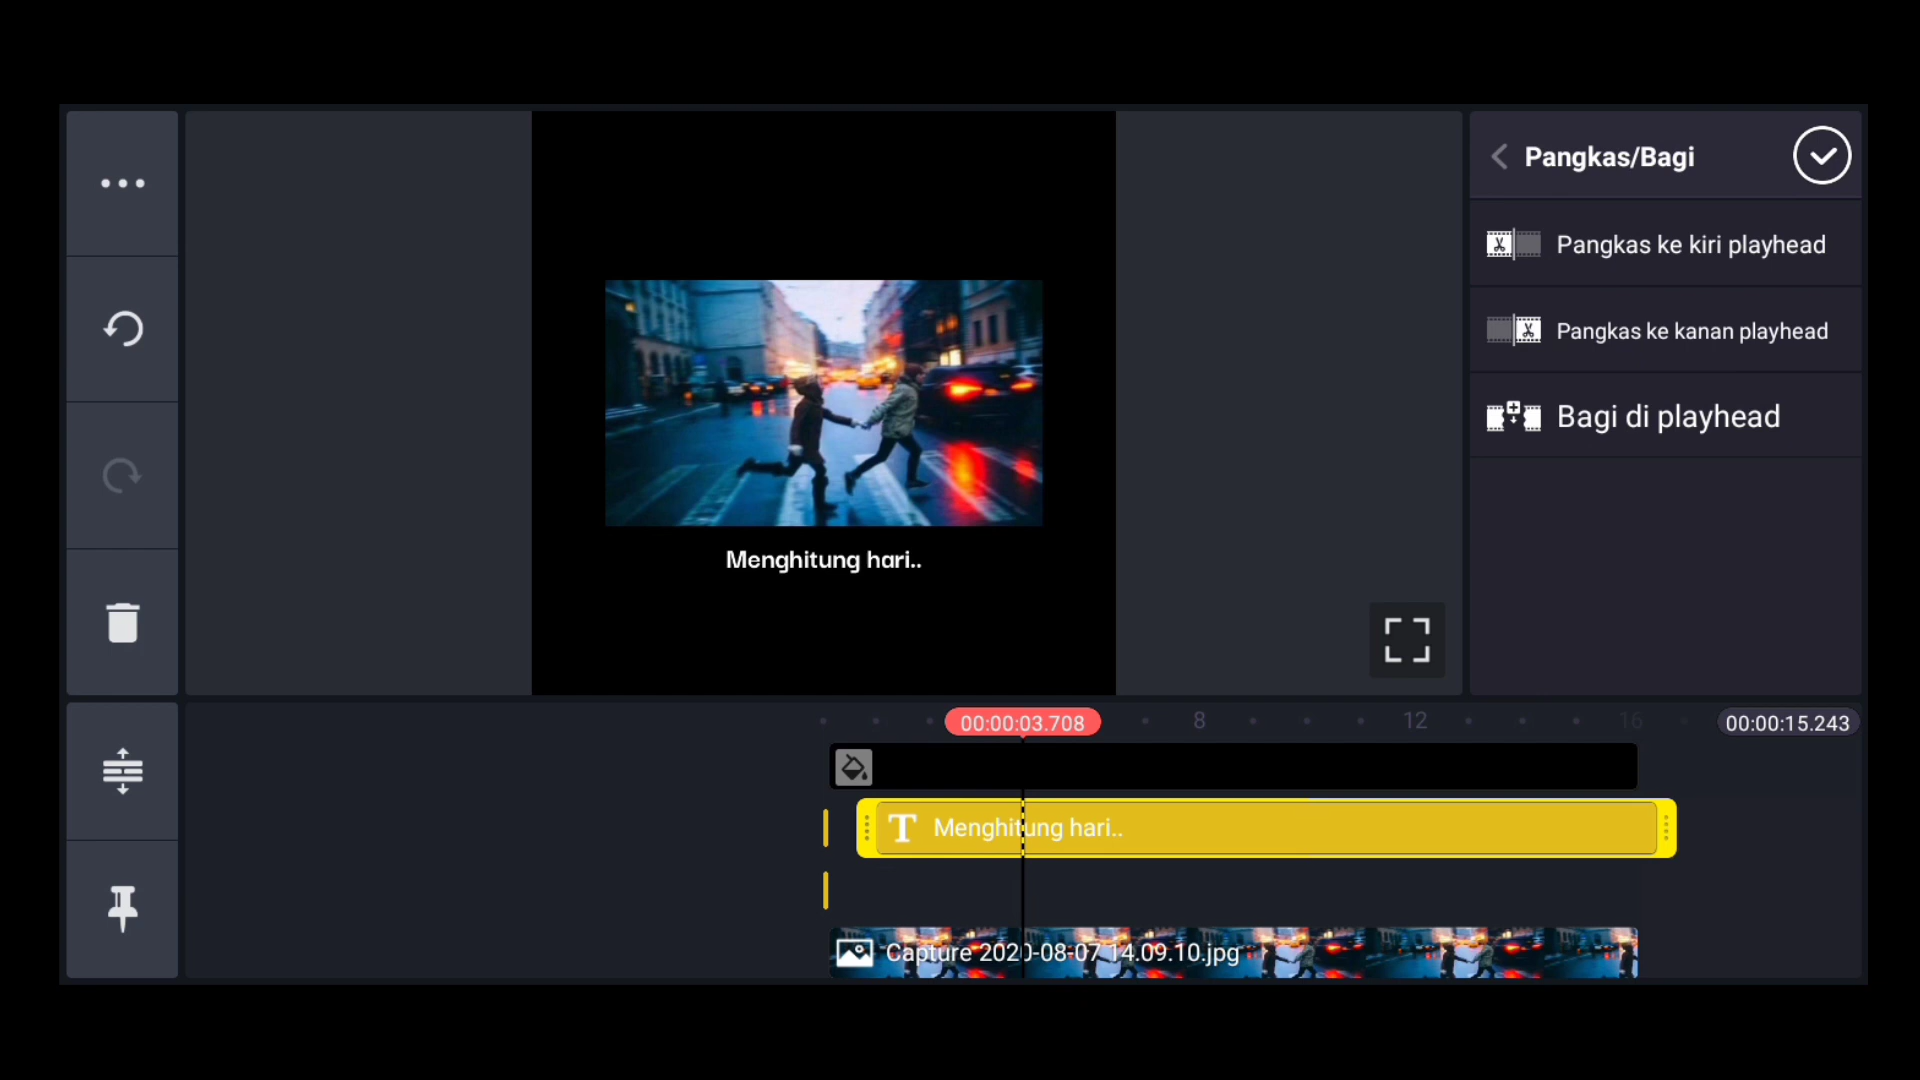 Pangkas/Bagi
Pangkas ke kiri playhead
Pangkas ke kanan playhead
Bagi di playhead
Menghitung hari..
00:00:03.708
8
12
16
00:00:15.243
T Menghitung hari..
Capture 2020-08-07 14.09.10.jpg